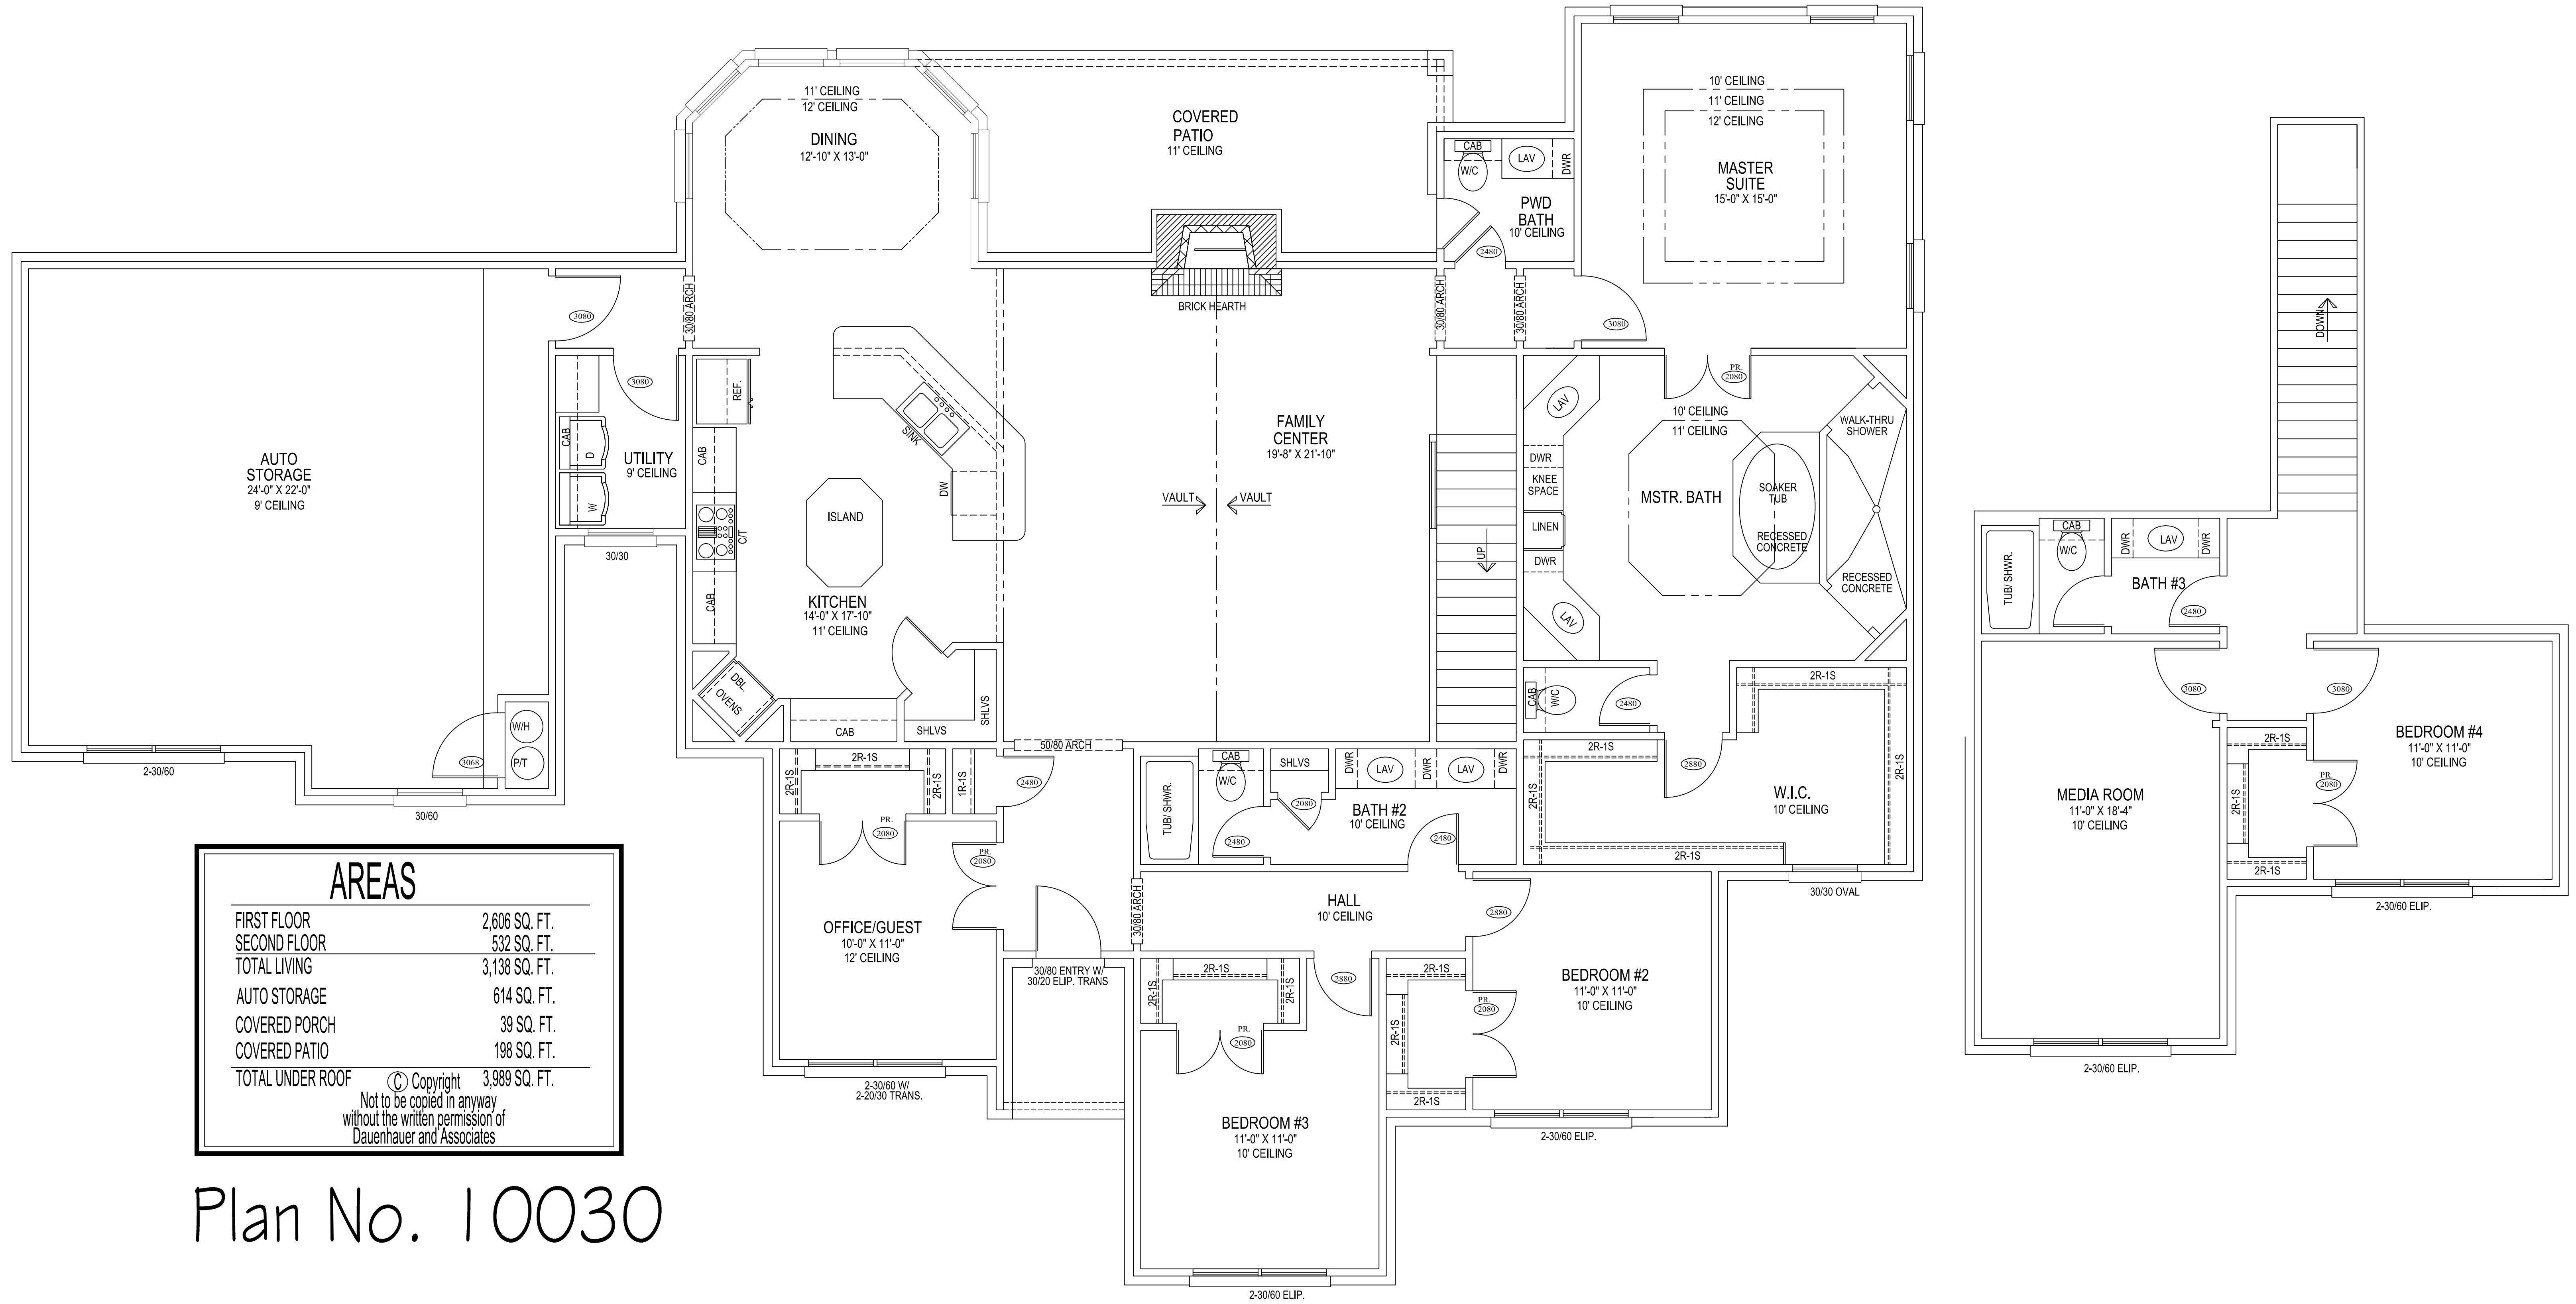 11' CEILING
12' CEILING
DINING
12'-10" X 13'-0"
COVERED
PATIO
11' CEILING
BRICK HEARTH
CAB
W/C
LAV
DWR
PWD
BATH
10' CEILING
2480
10' CEILING
11' CEILING
12' CEILING
MASTER
SUITE
15'-0" X 15'-0"
3080
30/80 ARCH
30/80 ARCH
30/80 ARCH
AUTO
STORAGE
24'-0" X 22'-0"
9' CEILING
3080
3080
CAB
D
W
UTILITY
9' CEILING
30/30
W/H
P/T
3068
2-30/60
30/60
REF.
CAB
C/T
CAB
SINK
DW
ISLAND
KITCHEN
14'-0" X 17'-10"
11' CEILING
DBL.
OVENS
CAB
SHLVS
SHLVS
FAMILY
CENTER
19'-8" X 21'-10"
VAULT
VAULT
UP
50/80 ARCH
PR.
2080
LAV
DWR
KNEE
SPACE
LINEN
DWR
LAV
10' CEILING
11' CEILING
MSTR. BATH
SOAKER
TUB
RECESSED
CONCRETE
WALK-THRU
SHOWER
RECESSED
CONCRETE
CAB
W/C
2480
2R-1S
2R-1S
2R-1S
2R-1S
2R-1S
2880
W.I.C.
10' CEILING
30/30 OVAL
2R-1S
2R-1S
2R-1S
1R-1S
2480
PR.
2080
PR.
2080
OFFICE/GUEST
10'-0" X 11'-0"
12' CEILING
2-30/60 W/
2-20/30 TRANS.
30/80 ENTRY W/
30/20 ELIP. TRANS
TUB/ SHWR.
CAB
W/C
SHLVS
DWR
LAV
DWR
LAV
DWR
2080
2480
BATH #2
10' CEILING
2480
30/80 ARCH
HALL
10' CEILING
2880
2880
2R-1S
2R-1S
2R-1S
PR.
2080
BEDROOM #3
11'-0" X 11'-0"
10' CEILING
2-30/60 ELIP.
2R-1S
2R-1S
2R-1S
PR.
2080
BEDROOM #2
11'-0" X 11'-0"
10' CEILING
2-30/60 ELIP.
DOWN
TUB/ SHWR.
CAB
W/C
DWR
LAV
DWR
BATH #3
2480
3080
3080
MEDIA ROOM
11'-0" X 18'-4"
10' CEILING
2-30/60 ELIP.
2R-1S
2R-1S
2R-1S
PR.
2080
BEDROOM #4
11'-0" X 11'-0"
10' CEILING
2-30/60 ELIP.
AREAS
FIRST FLOOR 2,606 SQ. FT.
SECOND FLOOR 532 SQ. FT.
TOTAL LIVING 3,138 SQ. FT.
AUTO STORAGE 614 SQ. FT.
COVERED PORCH 39 SQ. FT.
COVERED PATIO 198 SQ. FT.
TOTAL UNDER ROOF 3,989 SQ. FT.
© Copyright
Not to be copied in anyway
without the written permission of
Dauenhauer and Associates
Plan No. 10030